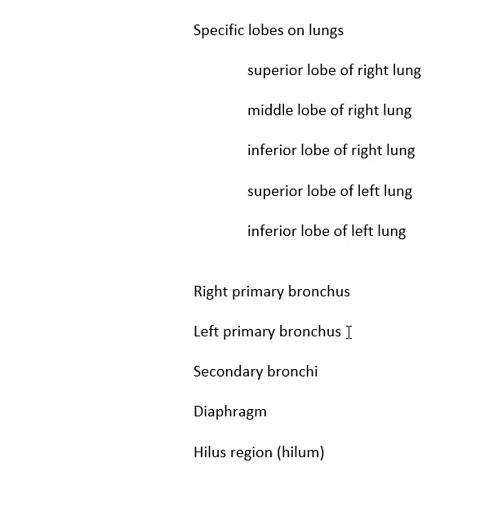 Specific lobes on lungs
superior lobe of right lung
middle lobe of right lung
inferior lobe of right lung
superior lobe of left lung
inferior lobe of left lung
Right primary bronchus
Left primary bronchus
Secondary bronchi
Diaphragm
Hilus region (hilum)